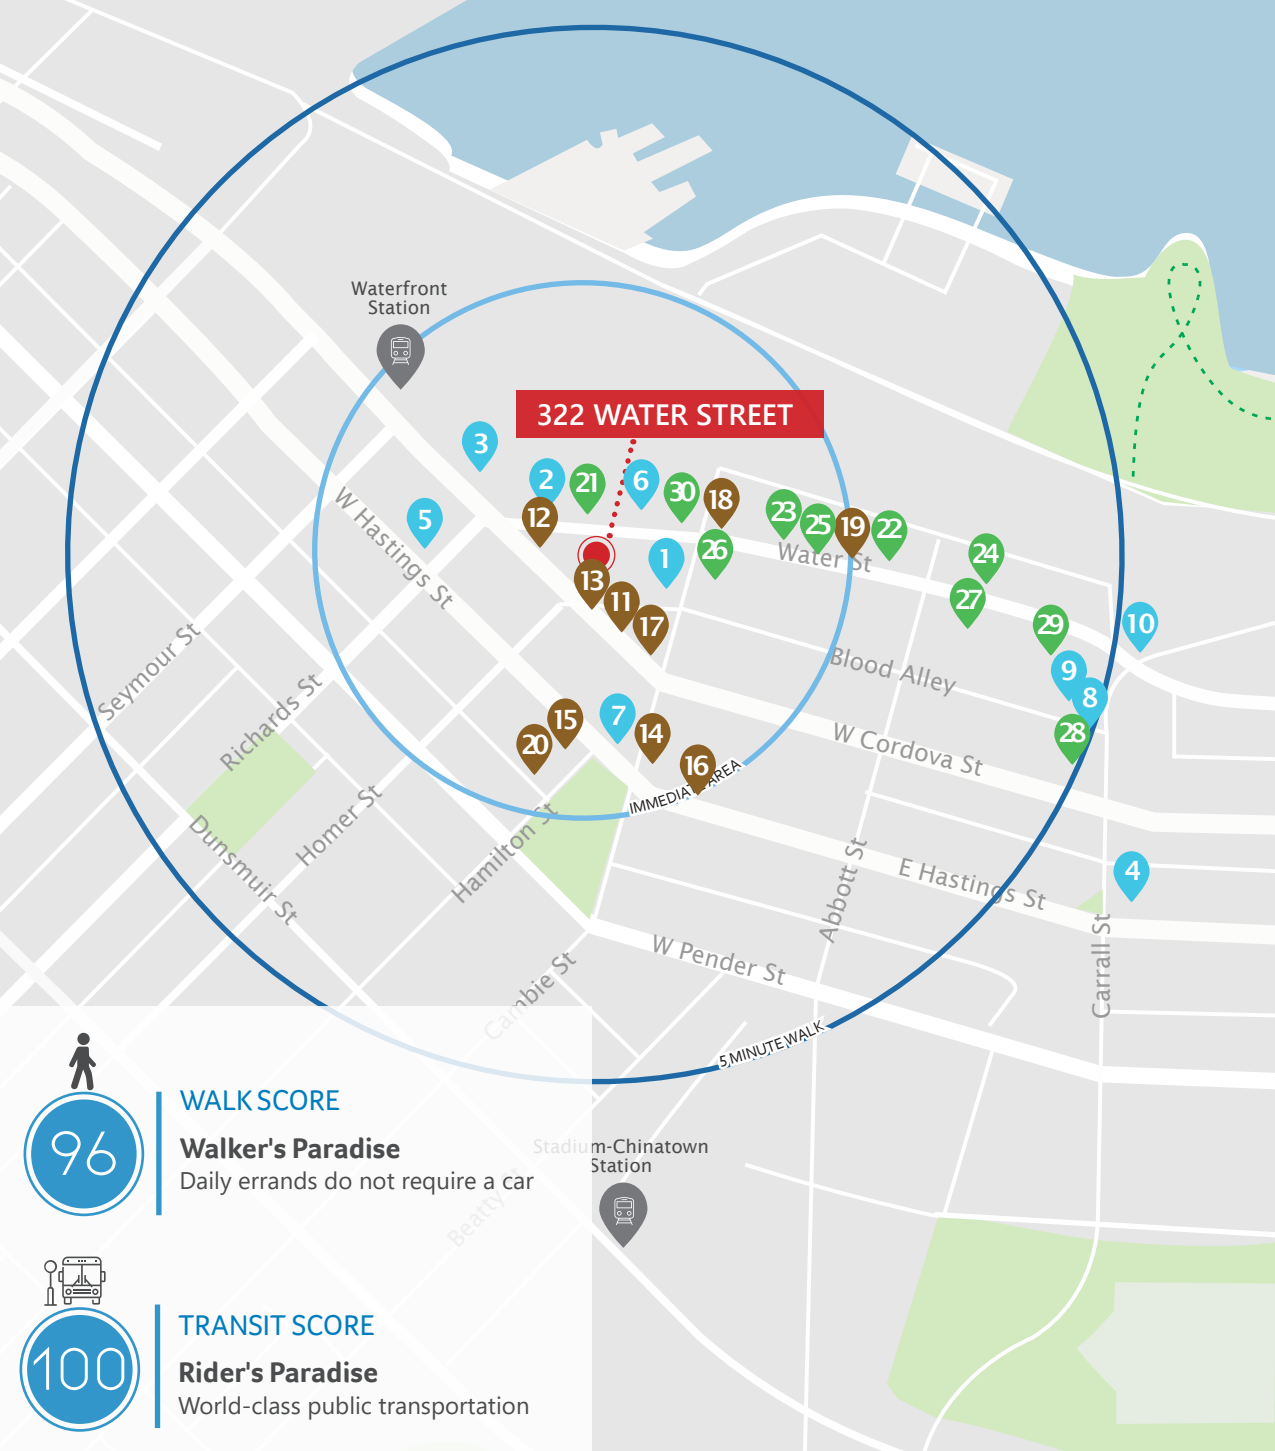 Waterfront
Station
322 WATER STREET
3
2
21
6
30
18
5
12
23
25
19
22
26
1
24
13
11
17
27
29
10
9
8
28
Water St
W Hastings St
Blood Alley
Seymour St
Richards St
15
7
14
20
16
W Cordova St
IMMEDIATE AREA
Homer St
Hamilton St
Dunsmuir St
Abbott St
E Hastings St
4
Carrall St
W Pender St
Cambie St
5 MINUTE WALK
Stadium-Chinatown
Station
Beatty St
WALK SCORE
96
Walker's Paradise
Daily errands do not require a car
TRANSIT SCORE
100
Rider's Paradise
World-class public transportation